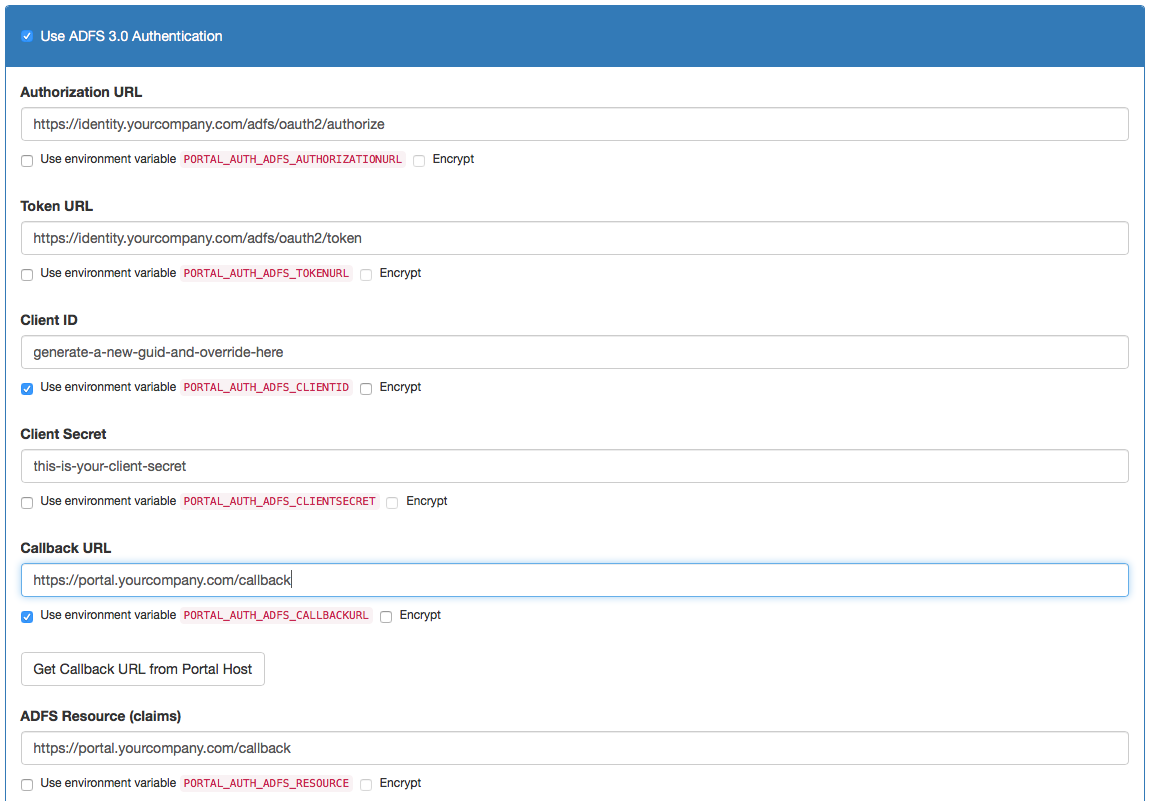 Use ADFS 3.0 Authentication
Authorization URL
https://identity.yourcompany.com/adfs/oauth2/authorize
Use environment variable PORTAL_AUTH_ADFS_AUTHORIZATIONURL Encrypt
Token URL
https://identity.yourcompany.com/adfs/oauth2/token
Use environment variable PORTAL_AUTH_ADFS_TOKENURL Encrypt
Client ID
generate-a-new-guid-and-override-here
Use environment variable PORTAL_AUTH_ADFS_CLIENTID Encrypt
Client Secret
this-is-your-client-secret
Use environment variable PORTAL_AUTH_ADFS_CLIENTSECRET Encrypt
Callback URL
https://portal.yourcompany.com/callback
Use environment variable PORTAL_AUTH_ADFS_CALLBACKURL Encrypt
Get Callback URL from Portal Host
ADFS Resource (claims)
https://portal.yourcompany.com/callback
Use environment variable PORTAL_AUTH_ADFS_RESOURCE Encrypt